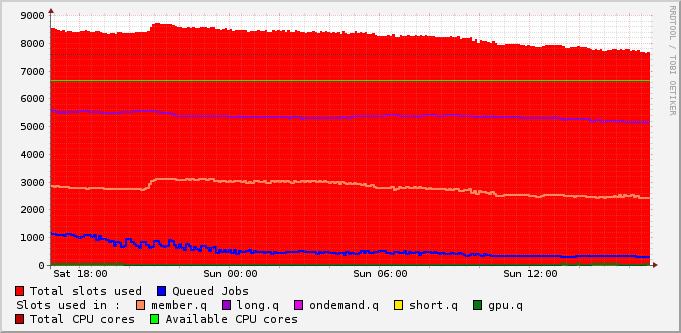 9000
8000
7000
6000
5000
4000
3000
2000
1000
0
Sat 18:00 Sun 00:00 Sun 06:00 Sun 12:00
RRDTOOL / TOBI OETIKER
Total slots used Queued Jobs
Slots used in : member.q long.q ondemand.q short.q gpu.q
Total CPU cores Available CPU cores